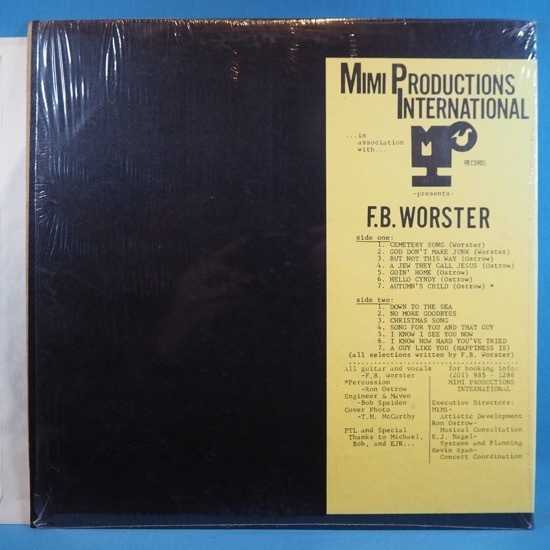 MIMI PRODUCTIONS
INTERNATIONAL
...in
association
with...
RECORDS
-presents-
F.B. WORSTER
side one:
1. CEMETERY SONG (Worster)
2. GOD DON'T MAKE JUNK (Worster)
3. BUT NOT THIS WAY (Ostrow)
4. A JEW THEY CALL JESUS (Ostrow)
5. GOIN' HOME (Ostrow)
6. HELLO CYNDY (Ostrow)
7. AUTUMN'S CHILD (Ostrow) *
side two:
1. DOWN TO THE SEA
2. NO MORE GOODBYES
3. CHRISTMAS SONG
4. SONG FOR YOU AND THAT GUY
5. I KNOW I SEE YOU NOW
6. I KNOW HOW HARD YOU'VE TRIED
7. A GUY LIKE YOU (HAPPINESS IS)
(all selections written by F.B. Worster)
All guitar and vocals
-F.B. Worster
*Percussion
-Ron Ostrow
Engineer & Maven
-Bob Speiden
Cover Photo
-T.M. McCarthy
PTL and Special
Thanks to Michael,
Bob, and EJR...
for booking info:
(201) 985 - 1286
MIMI PRODUCTIONS
INTERNATIONAL
Executive Directors:
MiMi-
Artistic Development
Ron Ostrow-
Musical Consultation
E.J. Nagel-
Systems and Planning
Kevin Ryan-
Concert Coordination